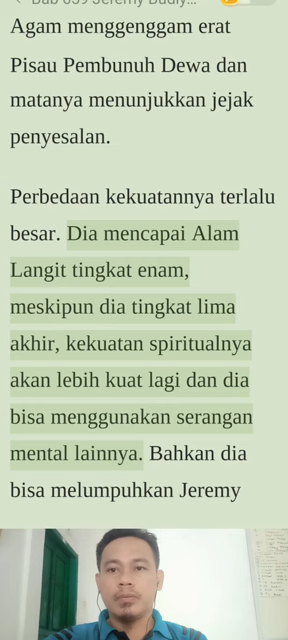 Agam menggenggam erat
Pisau Pembunuh Dewa dan
matanya menunjukkan jejak
penyesalan.
Perbedaan kekuatannya terlalu
besar. Dia mencapai Alam
Langit tingkat enam,
meskipun dia tingkat lima
akhir, kekuatan spiritualnya
akan lebih kuat lagi dan dia
bisa menggunakan serangan
mental lainnya. Bahkan dia
bisa melumpuhkan Jeremy